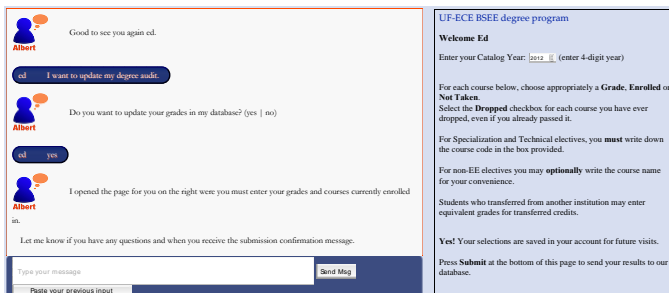 Good to see you again ed.
Albert
ed I want to update my degree audit.
Do you want to update your grades in my database? (yes | no)
Albert
ed yes
I opened the page for you on the right were you must enter your grades and courses currently enrolled
Albert
in.
Let me know if you have any questions and when you receive the submission confirmation message.
Type your message
Send Msg
Paste your previous input
UF-ECE BSEE degree program
Welcome Ed
Enter your Catalog Year: 2012 (enter 4-digit year)
For each course below, choose appropriately a Grade, Enrolled or
Not Taken.
Select the Dropped checkbox for each course you have ever
dropped, even if you already passed it.
For Specialization and Technical electives, you must write down
the course code in the box provided.
For non-EE electives you may optionally write the course name
for your convenience.
Students who transferred from another institution may enter
equivalent grades for transferred credits.
Yes! Your selections are saved in your account for future visits.
Press Submit at the bottom of this page to send your results to our
database.